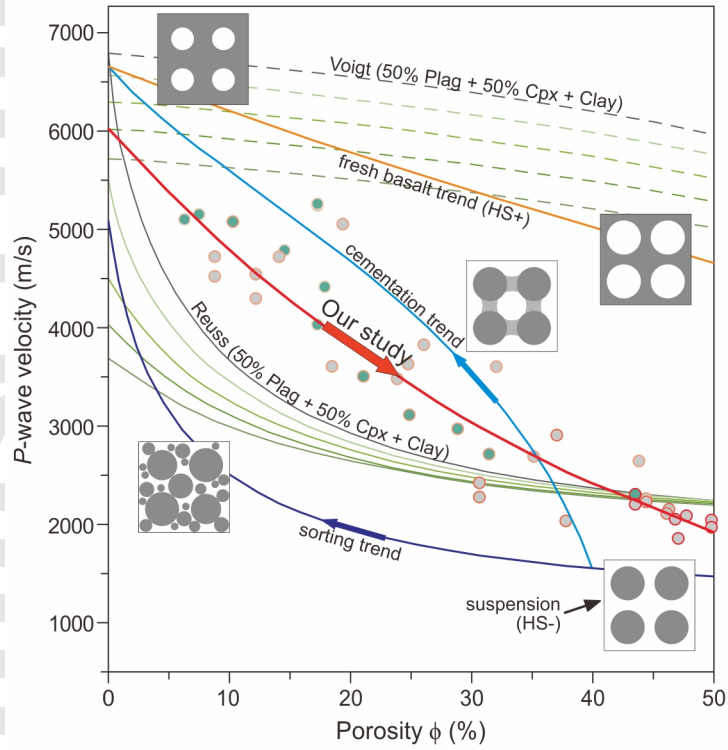 7000
6000
5000
4000
3000
2000
1000
P-wave velocity (m/s)
Voigt (50% Plag + 50% Cpx + Clay)
fresh basalt trend (HS+)
cementation trend
Our study
Reuss (50% Plag + 50% Cpx + Clay)
sorting trend
suspension
(HS-)
0
10
20
30
40
50
Porosity ϕ (%)